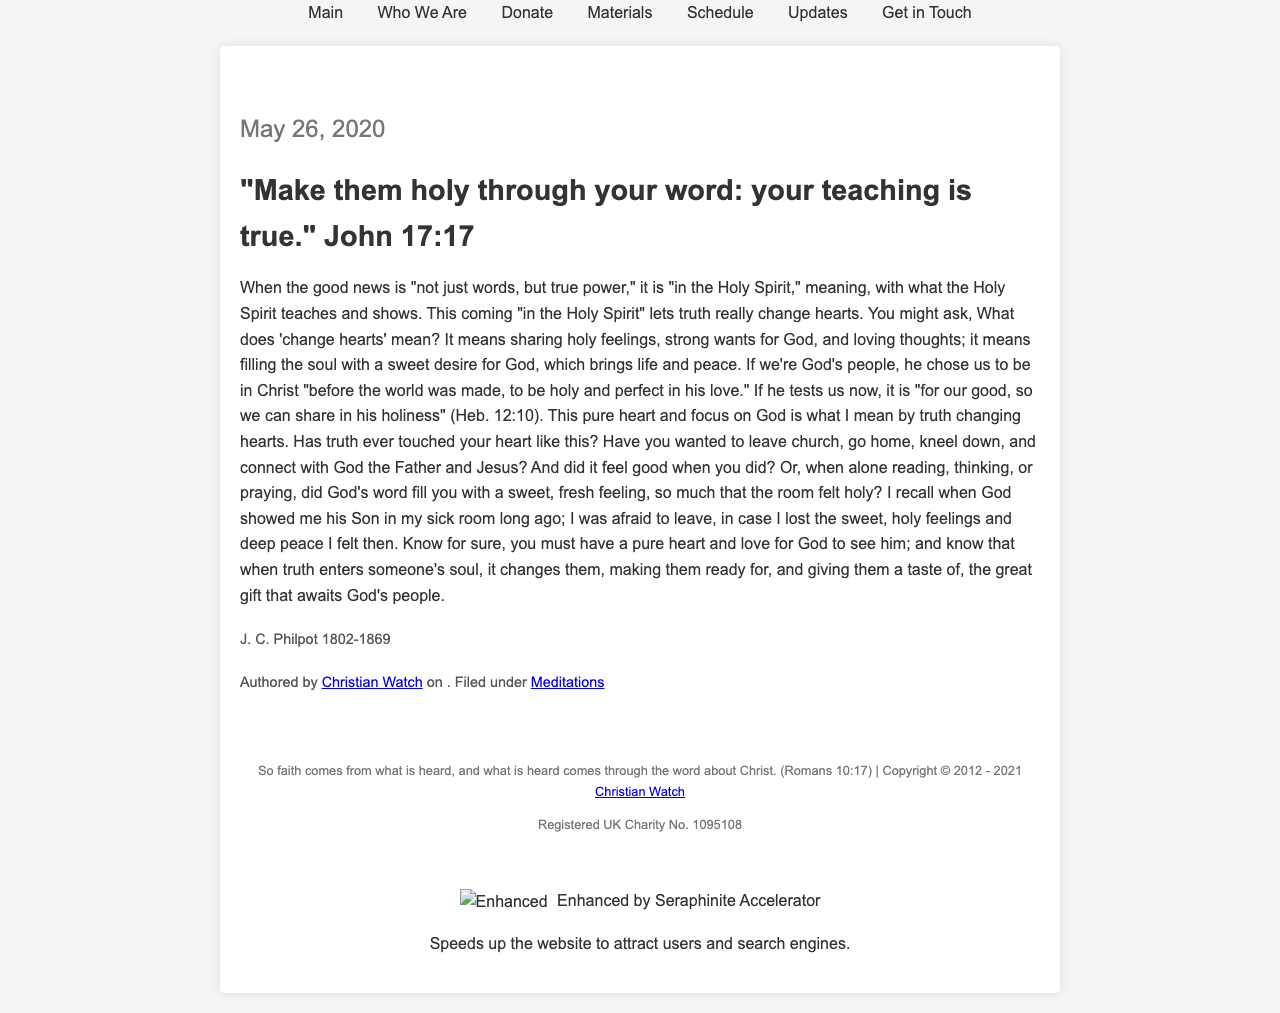 Main Who We Are Donate Materials Schedule Updates Get in Touch
May 26, 2020
"Make them holy through your word: your teaching is
true." John 17:17
When the good news is "not just words, but true power," it is "in the Holy Spirit," meaning, with what the Holy
Spirit teaches and shows. This coming "in the Holy Spirit" lets truth really change hearts. You might ask, What
does 'change hearts' mean? It means sharing holy feelings, strong wants for God, and loving thoughts; it means
filling the soul with a sweet desire for God, which brings life and peace. If we're God's people, he chose us to be
in Christ "before the world was made, to be holy and perfect in his love." If he tests us now, it is "for our good, so
we can share in his holiness" (Heb. 12:10). This pure heart and focus on God is what I mean by truth changing
hearts. Has truth ever touched your heart like this? Have you wanted to leave church, go home, kneel down, and
connect with God the Father and Jesus? And did it feel good when you did? Or, when alone reading, thinking, or
praying, did God's word fill you with a sweet, fresh feeling, so much that the room felt holy? I recall when God
showed me his Son in my sick room long ago; I was afraid to leave, in case I lost the sweet, holy feelings and
deep peace I felt then. Know for sure, you must have a pure heart and love for God to see him; and know that
when truth enters someone's soul, it changes them, making them ready for, and giving them a taste of, the great
gift that awaits God's people.
J. C. Philpot 1802-1869
Authored by Christian Watch on . Filed under Meditations
So faith comes from what is heard, and what is heard comes through the word about Christ. (Romans 10:17) | Copyright © 2012 - 2021
Christian Watch
Registered UK Charity No. 1095108
Enhanced Enhanced by Seraphinite Accelerator
Speeds up the website to attract users and search engines.